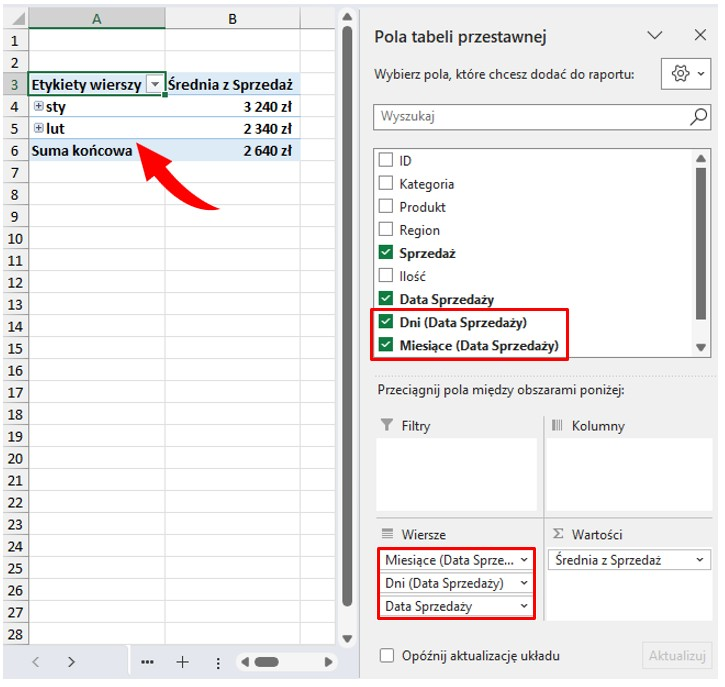 A B
1
2
3 Etykiety wierszy Średnia z Sprzedaż
4 sty 3 240 zł
5 lut 2 340 zł
6 Suma końcowa 2 640 zł
7
8
9
10
11
12
13
14
15
16
17
18
19
20
21
22
23
24
25
26
27
28
Pola tabeli przestawnej
Wybierz pola, które chcesz dodać do raportu:
Wyszukaj
ID
Kategoria
Produkt
Region
Sprzedaż
Ilość
Data Sprzedaży
Dni (Data Sprzedaży)
Miesiące (Data Sprzedaży)
Przeciągnij pola między obszarami poniżej:
Filtry
Kolumny
Wiersze
Miesiące (Data Sprze...
Dni (Data Sprzedaży)
Data Sprzedaży
Σ Wartości
Średnia z Sprzedaż
Opóźnij aktualizację układu
Aktualizuj